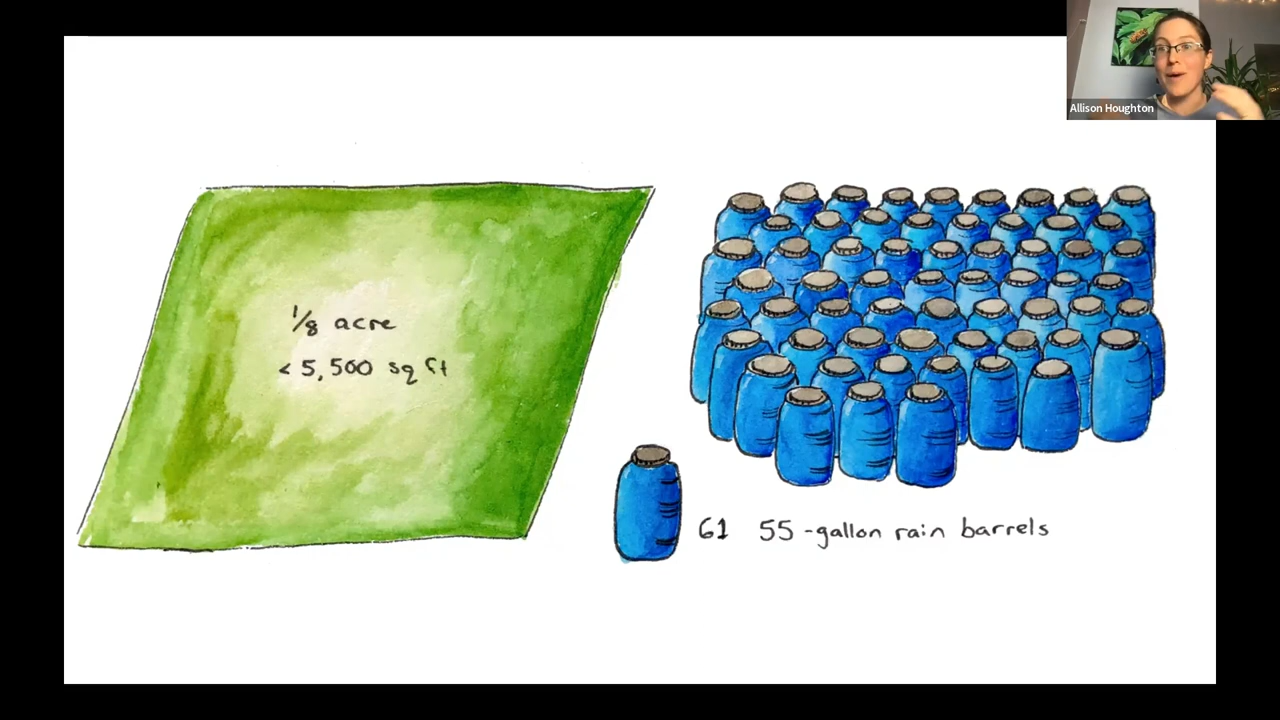 Allison Houghton
1/8 acre
< 5,500 sq ft
61 55-gallon rain barrels